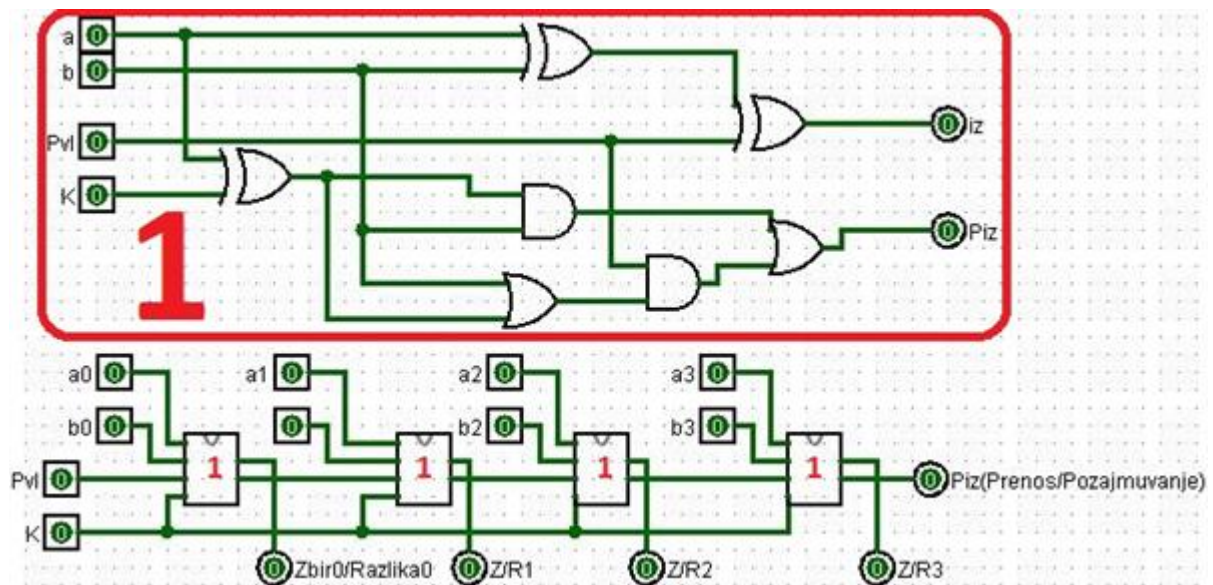 a 0
b 0
Pvl 0
0 iz
K 0
1
0 Piz
a0 0 a1 0 a2 0 a3 0
b0 0 0 b2 0 b3 0
1 1 1 1
Pvl 0
0 Piz(Prenos/Pozajmuvanje)
K 0
0 Zbir0/Razlika0 0 Z/R1 0 Z/R2 0 Z/R3